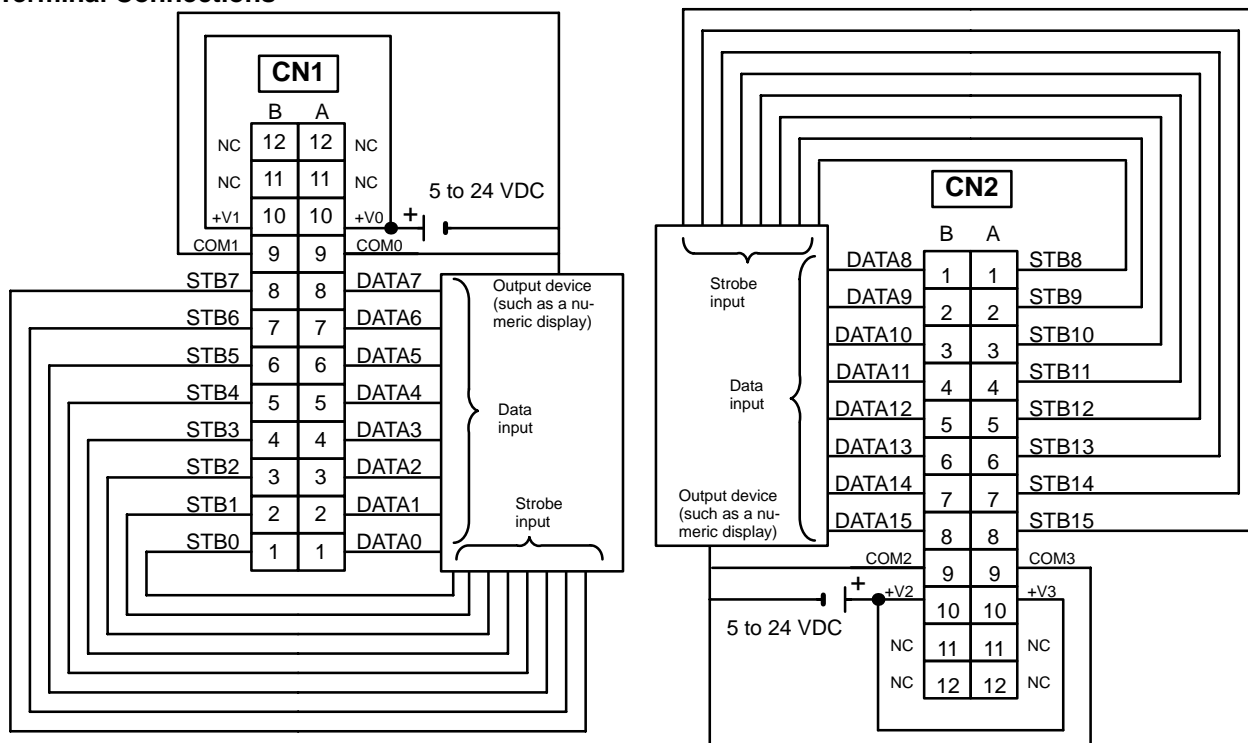 Terminal Connections
CN1
B A
NC 12 12 NC
NC 11 11 NC
+V1 10 10 +V0 + 5 to 24 VDC
COM1 9 9 COM0
STB7 8 8 DATA7
STB6 7 7 DATA6
STB5 6 6 DATA5
STB4 5 5 DATA4
STB3 4 4 DATA3
STB2 3 3 DATA2
STB1 2 2 DATA1
STB0 1 1 DATA0
Output device
(such as a nu-
meric display)
Data
input
Strobe
input
CN2
B A
DATA8 1 1 STB8
DATA9 2 2 STB9
DATA10 3 3 STB10
DATA11 4 4 STB11
DATA12 5 5 STB12
DATA13 6 6 STB13
DATA14 7 7 STB14
DATA15 8 8 STB15
COM2 9 9 COM3
+ +V2 10 10 +V3
5 to 24 VDC
NC 11 11 NC
NC 12 12 NC
Strobe
input
Data
input
Output device
(such as a nu-
meric display)